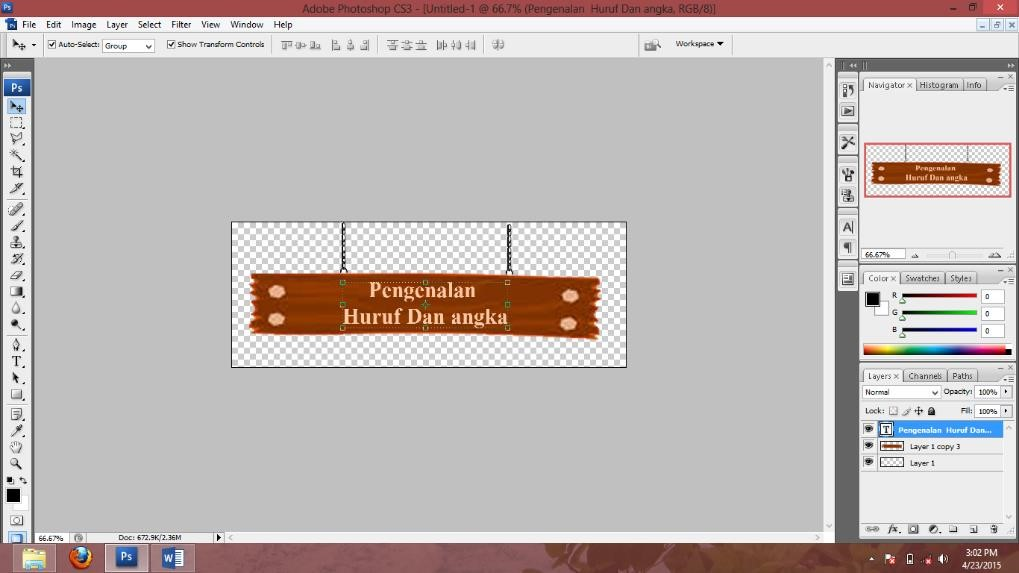 Adobe Photoshop CS3 - [Untitled-1 @ 66.7% (Pengenalan  Huruf Dan angka, RGB/8)]
File Edit Image Layer Select Filter View Window Help
Auto-Select: Group Show Transform Controls Workspace
Ps
Navigator × Histogram Info
Pengenalan
Huruf Dan angka
66.67%
Pengenalan
Huruf Dan angka
Color × Swatches Styles
R 0
G 0
B 0
Layers × Channels Paths
Normal Opacity: 100%
Lock: Fill: 100%
T Pengenalan  Huruf Dan...
Layer 1 copy 3
Layer 1
66.67% Doc: 672.9K/2.36M
Ps
3:02 PM
4/23/2015